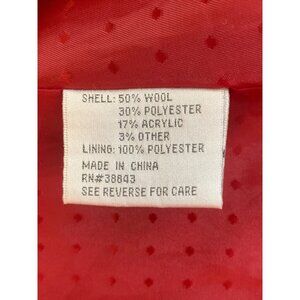 SHELL: 50% WOOL
30% POLYESTER
17% ACRYLIC
3% OTHER
LINING: 100% POLYESTER
MADE IN CHINA
RN#38643
SEE REVERSE FOR CARE